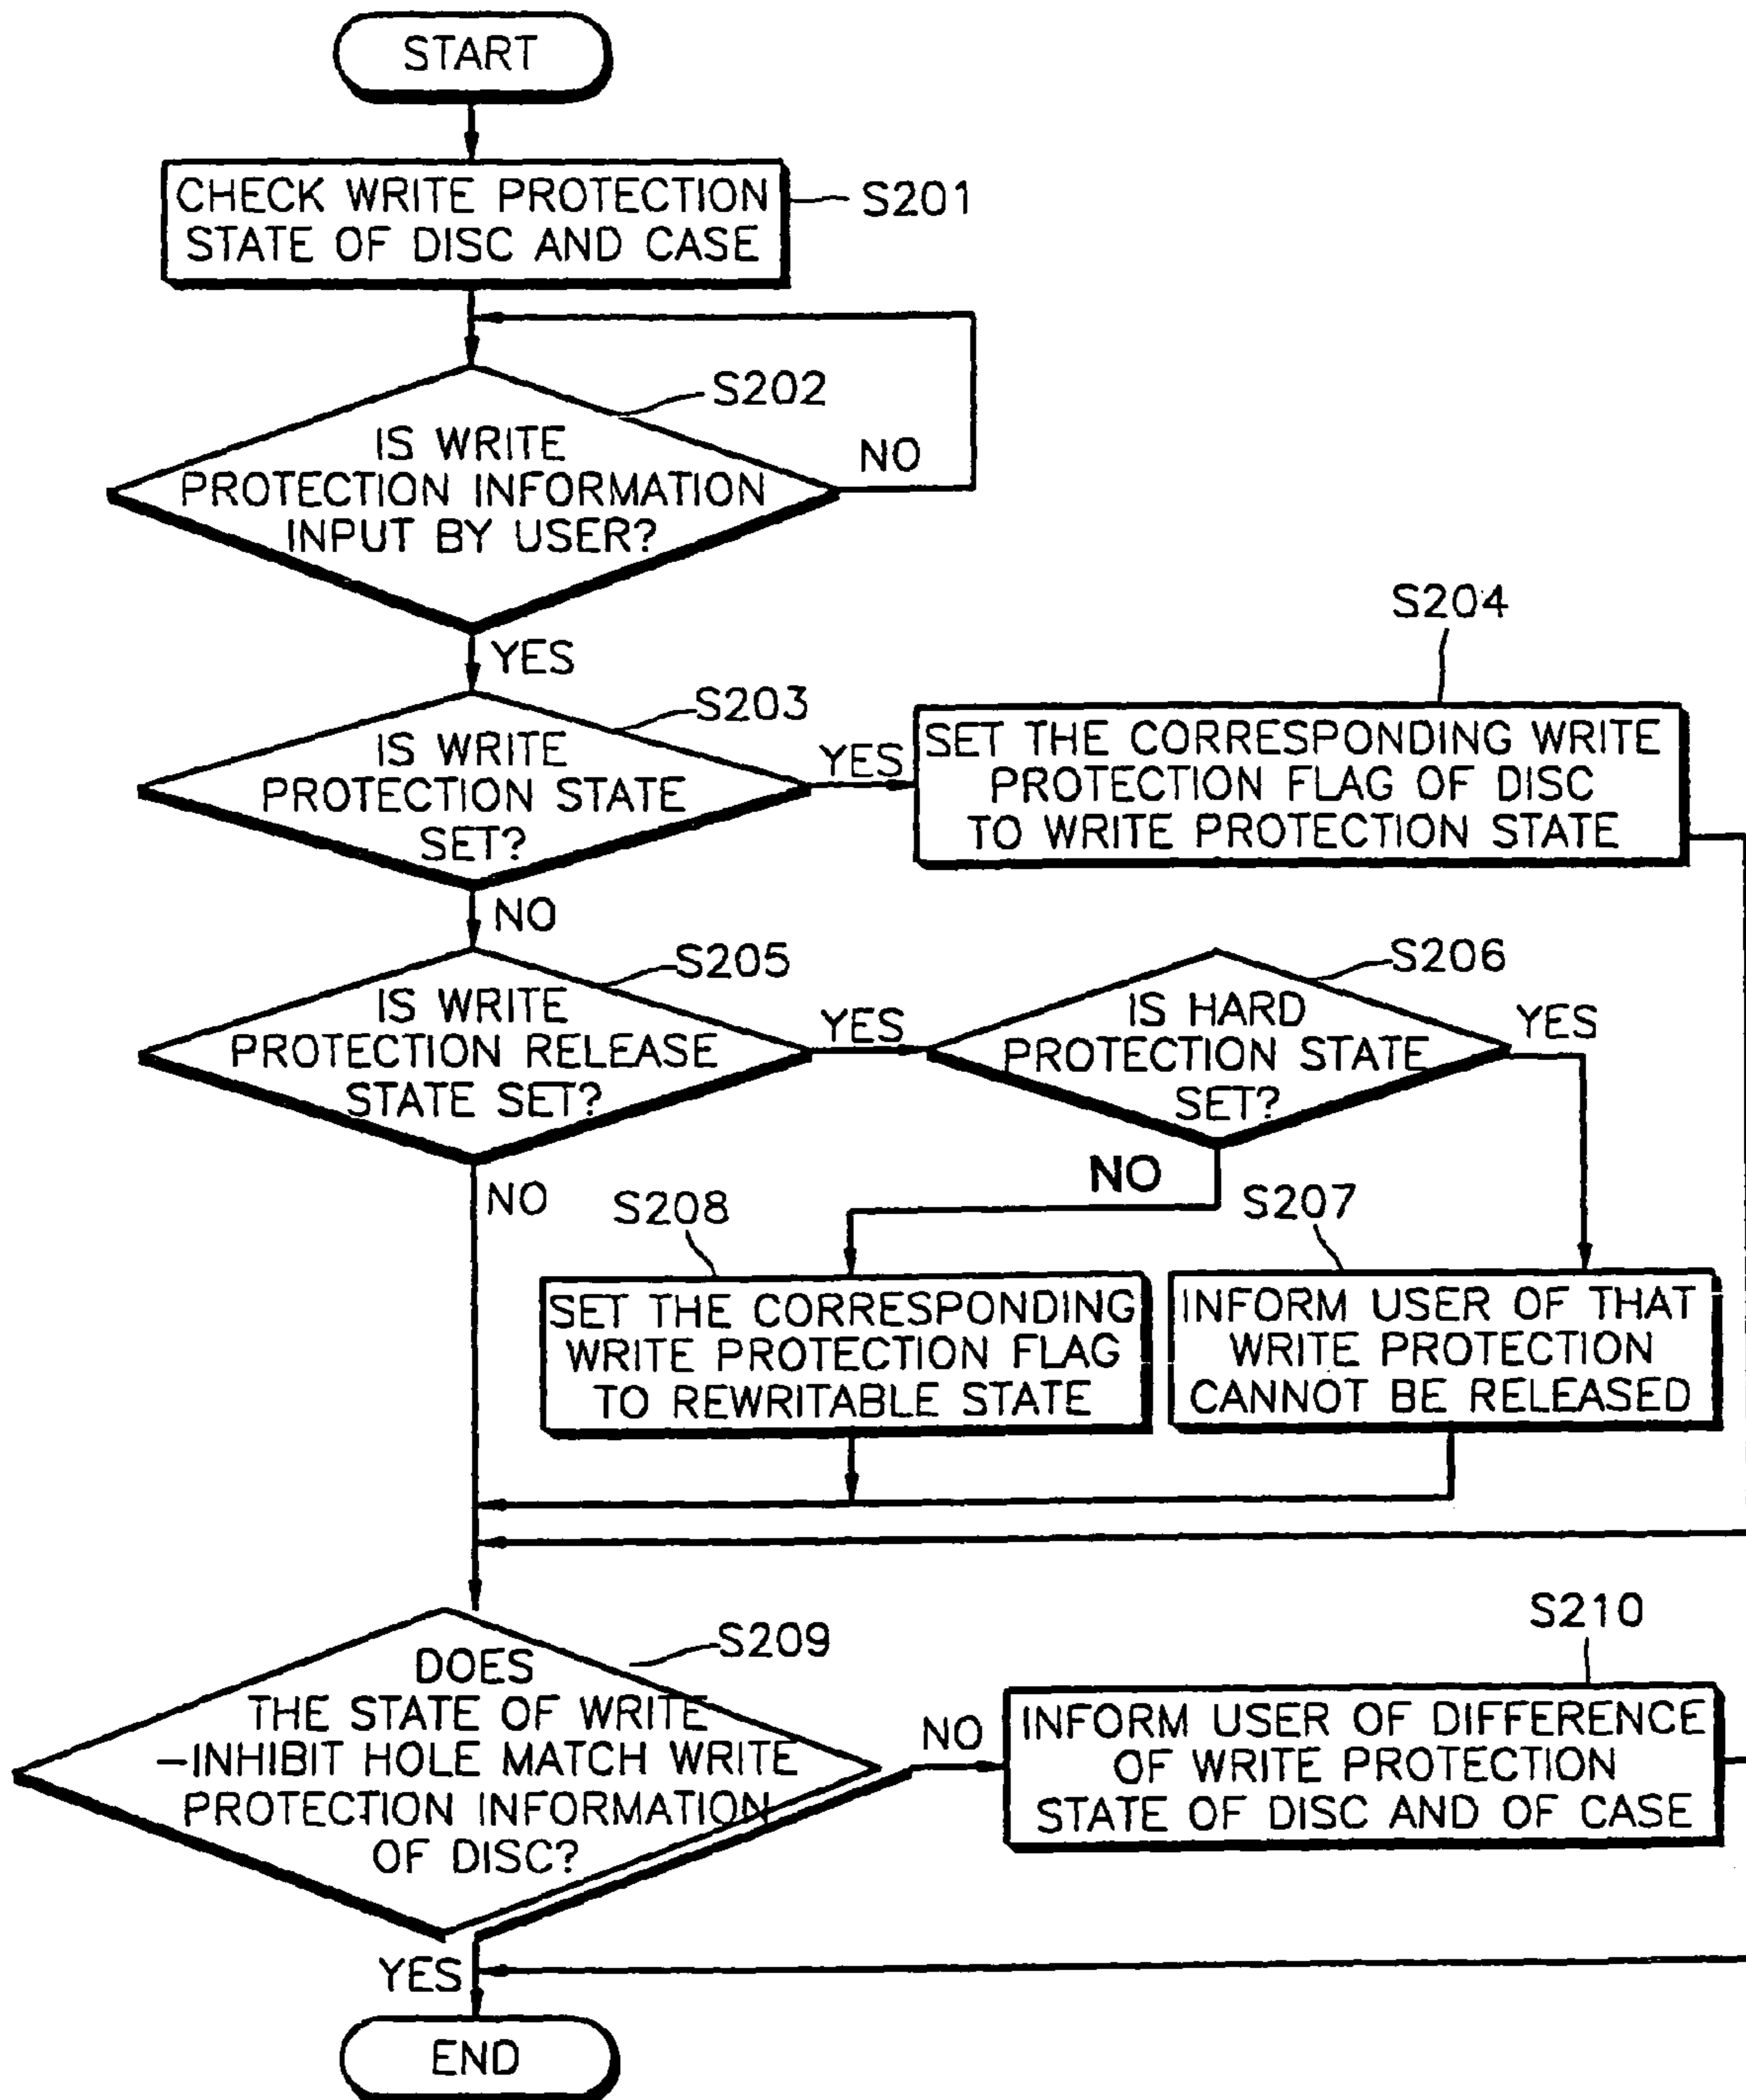 START
CHECK WRITE PROTECTION
STATE OF DISC AND CASE
S201
S202
IS WRITE
PROTECTION INFORMATION
INPUT BY USER?
NO
YES
S203
IS WRITE
PROTECTION STATE
SET?
YES
S204
SET THE CORRESPONDING WRITE
PROTECTION FLAG OF DISC
TO WRITE PROTECTION STATE
NO
S205
IS WRITE
PROTECTION RELEASE
STATE SET?
YES
S206
IS HARD
PROTECTION STATE
SET?
YES
NO
NO
S208
SET THE CORRESPONDING
WRITE PROTECTION FLAG
TO REWRITABLE STATE
S207
INFORM USER OF THAT
WRITE PROTECTION
CANNOT BE RELEASED
S209
DOES
THE STATE OF WRITE
-INHIBIT HOLE MATCH WRITE
PROTECTION INFORMATION
OF DISC?
NO
S210
INFORM USER OF DIFFERENCE
OF WRITE PROTECTION
STATE OF DISC AND OF CASE
YES
END